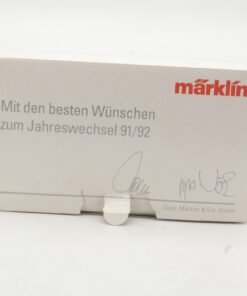 märklin
Mit den besten Wünschen
zum Jahreswechsel 91/92
Gebr. Märklin & Cie. GmbH